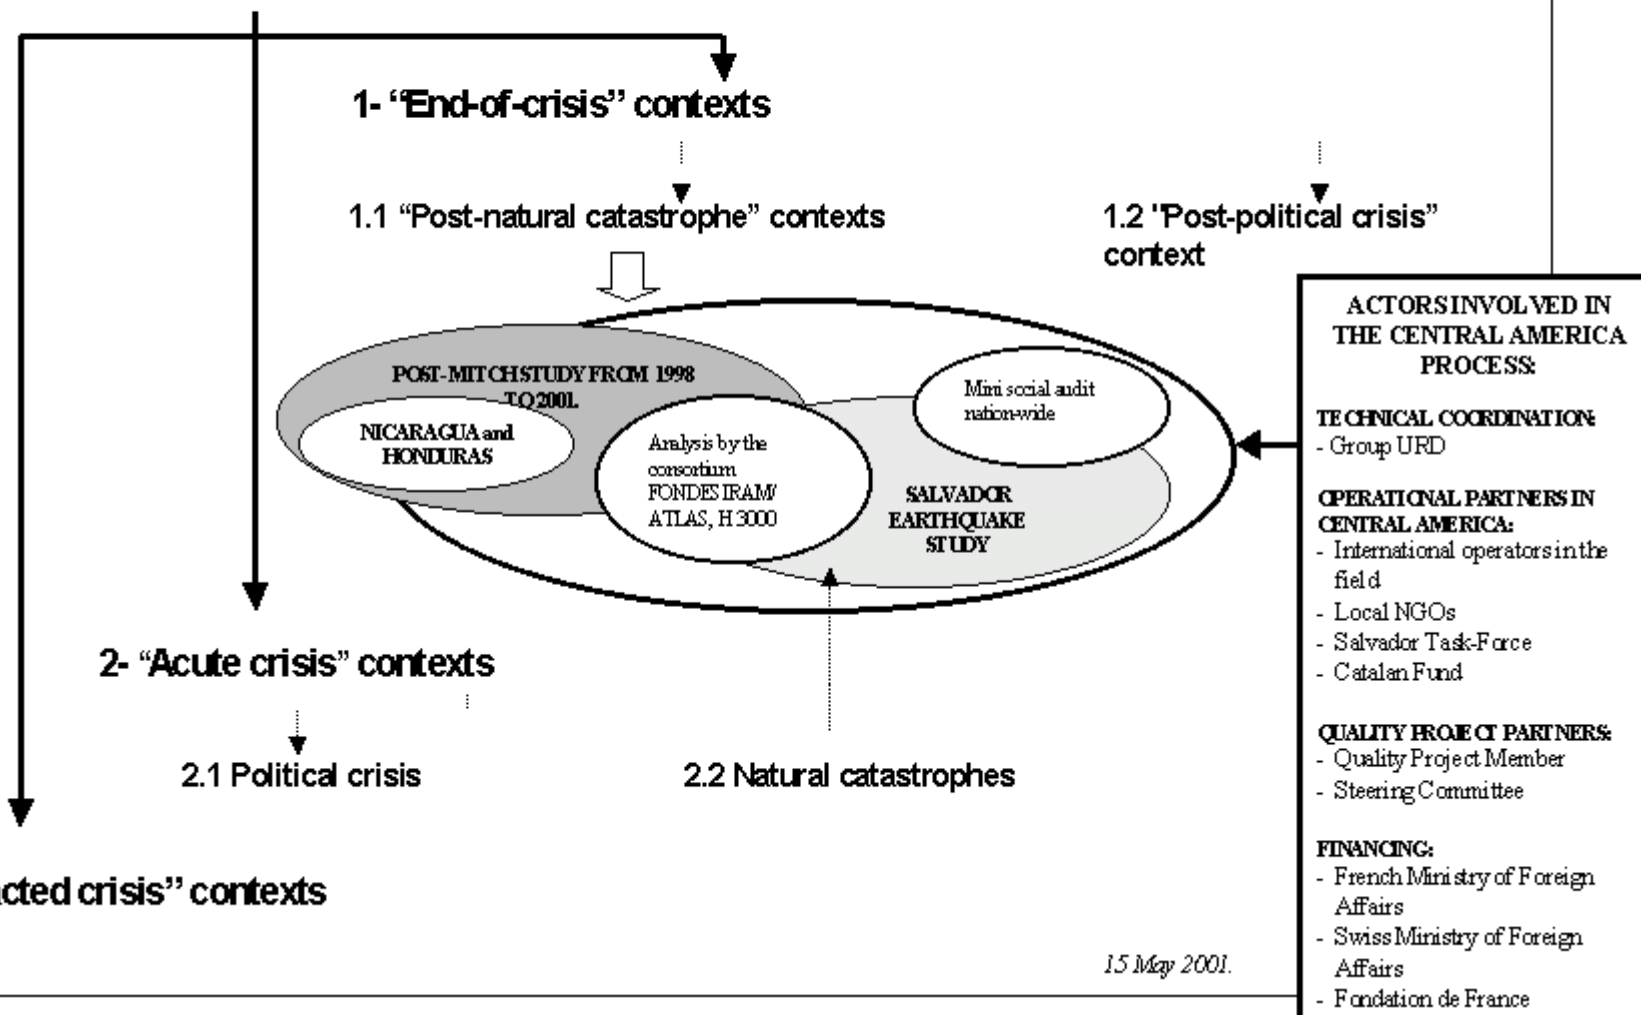 1- “End-of-crisis” contexts
1.1 “Post-natural catastrophe” contexts
1.2 "Post-political crisis”
context
POST-MITCH STUDY FROM 1998
TO 2001.
NICARAGUA and
HONDURAS
Analysis by the
consortium
FONDES IRAM/
ATLAS, H 3000
Mini social audit
nation-wide
SALVADOR
EARTHQUAKE
STUDY
2- “Acute crisis” contexts
2.1 Political crisis
2.2 Natural catastrophes
cted crisis” contexts
15 May 2001.
ACTORS INVOLVED IN
THE CENTRAL AMERICA
PROCESS:
TECHNICAL COORDINATION:
- Group URD
OPERATIONAL PARTNERS IN
CENTRAL AMERICA:
- International operators in the
field
- Local NGOs
- Salvador Task-Force
- Catalan Fund
QUALITY PROJECT PARTNERS:
- Quality Project Member
- Steering Committee
FINANCING:
- French Ministry of Foreign
Affairs
- Swiss Ministry of Foreign
Affairs
- Fondation de France